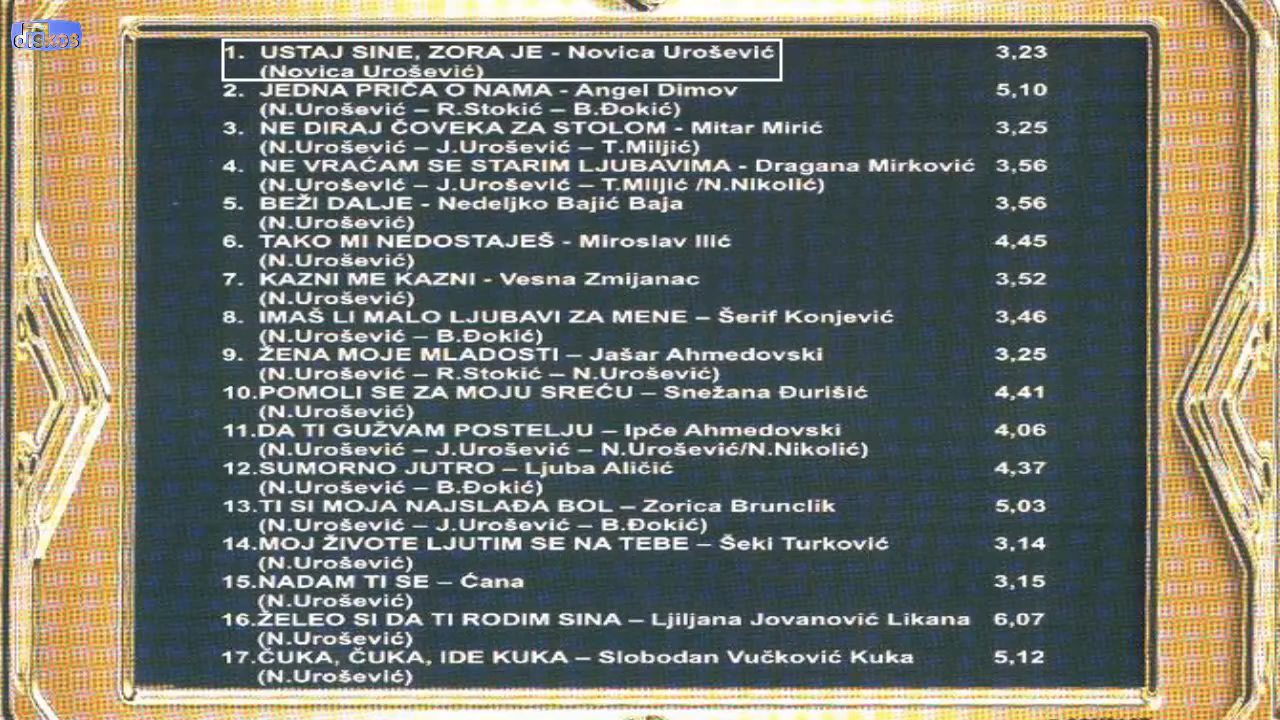 diskos
1. USTAJ SINE, ZORA JE - Novica Urošević 3,23
(Novica Urošević)
2. JEDNA PRIČA O NAMA - Angel Dimov 5,10
(N.Urošević – R.Stokić – B.Đokić)
3. NE DIRAJ ČOVEKA ZA STOLOM - Mitar Mirić 3,25
(N.Urošević – J.Urošević – T.Miljić)
4. NE VRAĆAM SE STARIM LJUBAVIMA - Dragana Mirković 3,56
(N.Urošević – J.Urošević – T.Miljić /N.Nikolić)
5. BEŽI DALJE - Nedeljko Bajić Baja 3,56
(N.Urošević)
6. TAKO MI NEDOSTAJEŠ - Miroslav Ilić 4,45
(N.Urošević)
7. KAZNI ME KAZNI - Vesna Zmijanac 3,52
(N.Urošević)
8. IMAŠ LI MALO LJUBAVI ZA MENE – Šerif Konjević 3,46
(N.Urošević – B.Đokić)
9. ŽENA MOJE MLADOSTI – Jašar Ahmedovski 3,25
(N.Urošević – R.Stokić – N.Urošević)
10.POMOLI SE ZA MOJU SREĆU – Snežana Đurišić 4,41
(N.Urošević)
11.DA TI GUŽVAM POSTELJU – Ipče Ahmedovski 4,06
(N.Urošević – J.Urošević – N.Urošević/N.Nikolić)
12.SUMORNO JUTRO – Ljuba Aličić 4,37
(N.Urošević – B.Đokić)
13.TI SI MOJA NAJSLAĐA BOL – Zorica Brunclik 5,03
(N.Urošević – J.Urošević – B.Đokić)
14.MOJ ŽIVOTE LJUTIM SE NA TEBE – Šeki Turković 3,14
(N.Urošević)
15.NADAM TI SE – Ćana 3,15
(N.Urošević)
16.ŽELEO SI DA TI RODIM SINA – Ljiljana Jovanović Likana 6,07
(N.Urošević)
17.ČUKA, ČUKA, IDE KUKA – Slobodan Vučković Kuka 5,12
(N.Urošević)